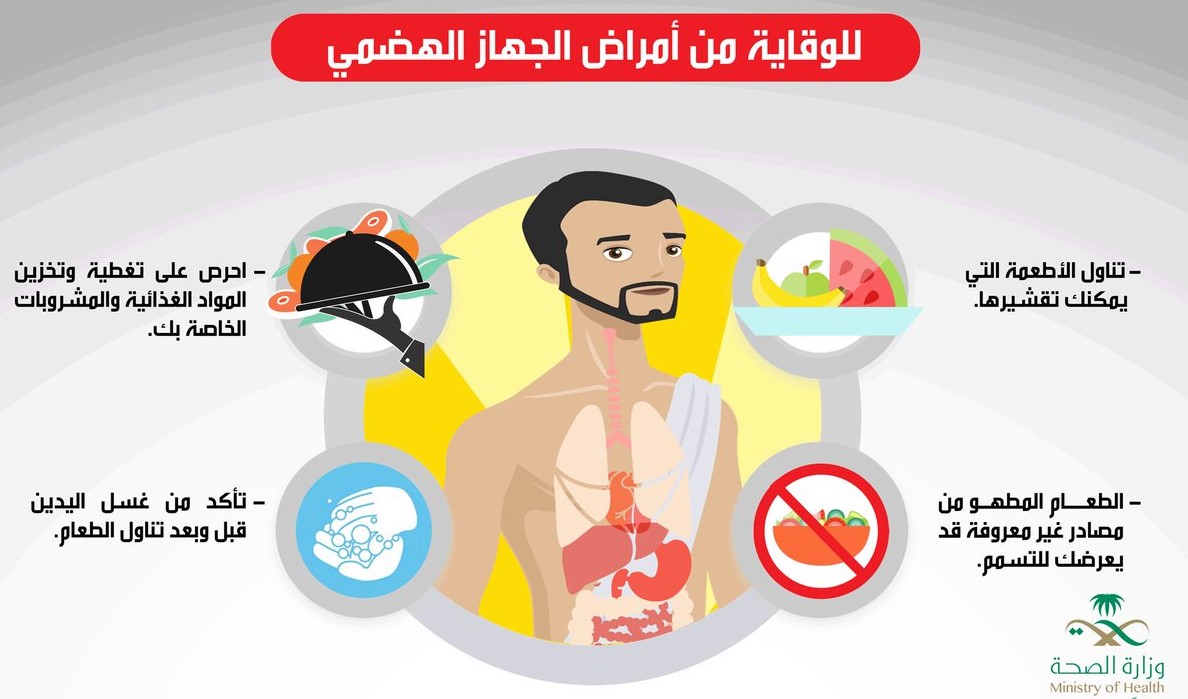 للوقاية من أمراض الجهاز الهضمي
– تناول الأطعمة التي
يمكنك تقشيرها.
– احرص على تغطية وتخزين
المواد الغذائية والمشروبات
الخاصة بك.
– الطعـــام المطهــو من
مصادر غير معروفة قد
يعرضك للتسمم.
– تأكد من غسل اليدين
قبل وبعد تناول الطعام.
وزارة الصحة
Ministry of Health